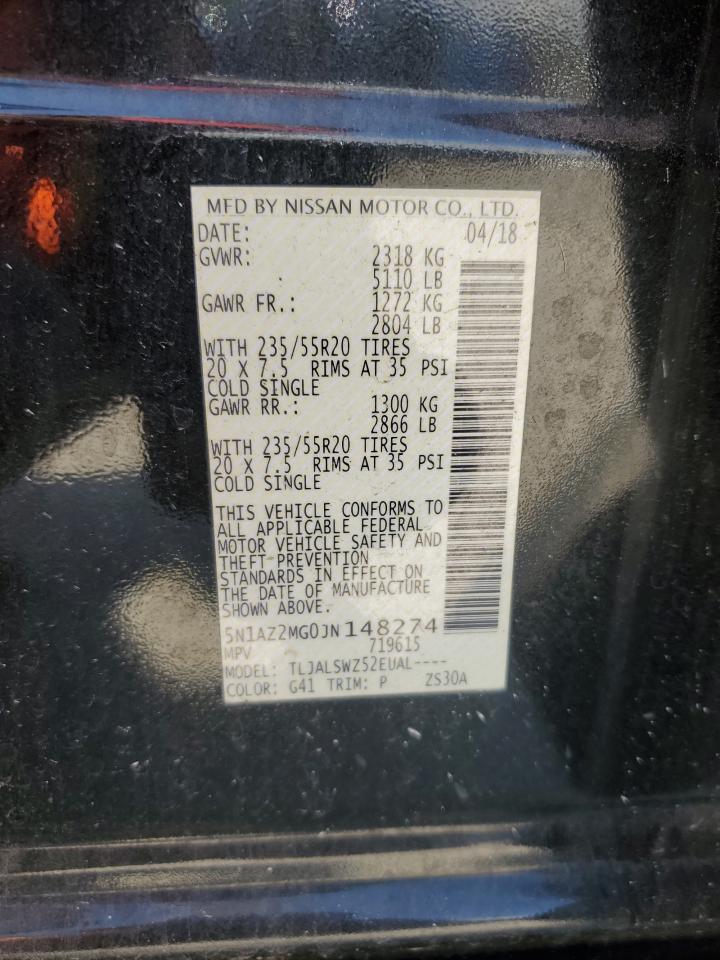 MFD BY NISSAN MOTOR CO., LTD.
DATE: 04/18
GVWR: 2318 KG
5110 LB
GAWR FR.: 1272 KG
2804 LB
WITH 235/55R20 TIRES
20 X 7.5 RIMS AT 35 PSI
COLD SINGLE
GAWR RR.: 1300 KG
2866 LB
WITH 235/55R20 TIRES
20 X 7.5 RIMS AT 35 PSI
COLD SINGLE
THIS VEHICLE CONFORMS TO
ALL APPLICABLE FEDERAL
MOTOR VEHICLE SAFETY AND
THEFT PREVENTION
STANDARDS IN EFFECT ON
THE DATE OF MANUFACTURE
SHOWN ABOVE.
5N1AZ2MG0JN148274
MPV 719615
MODEL: TLJALSWZ52EUAL----
COLOR: G41 TRIM: P ZS30A